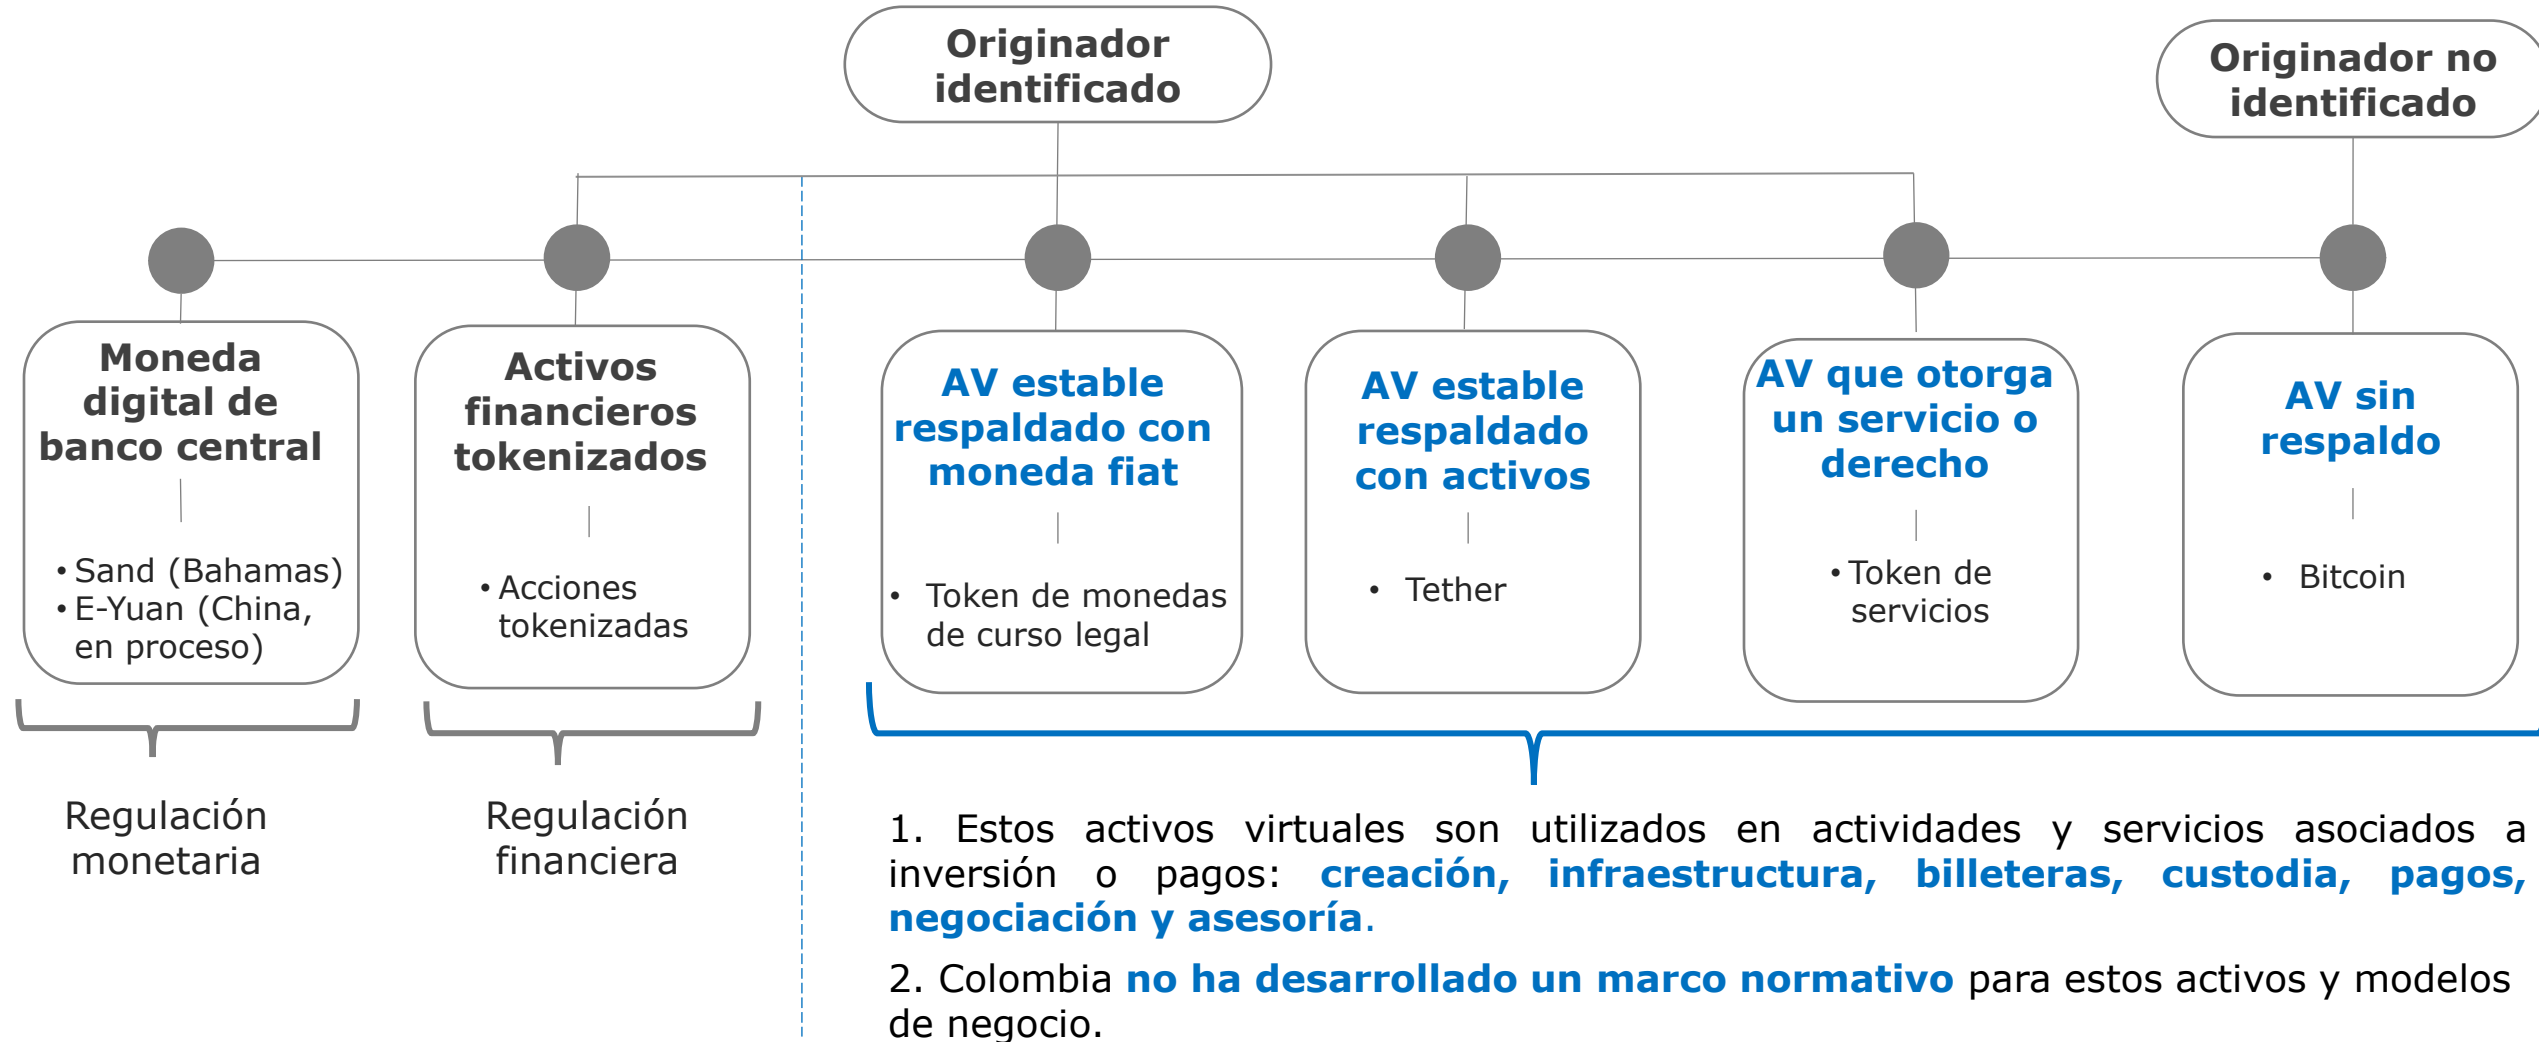 Originador
identificado
Originador no
identificado
Moneda
digital de
banco central
• Sand (Bahamas)
• E-Yuan (China,
en proceso)
Activos
financieros
tokenizados
• Acciones
tokenizadas
AV estable
respaldado con
moneda fiat
• Token de monedas
de curso legal
AV estable
respaldado
con activos
• Tether
AV que otorga
un servicio o
derecho
• Token de
servicios
AV sin
respaldo
• Bitcoin
Regulación
monetaria
Regulación
financiera
1. Estos activos virtuales son utilizados en actividades y servicios asociados a
inversión o pagos: creación, infraestructura, billeteras, custodia, pagos,
negociación y asesoría.
2. Colombia no ha desarrollado un marco normativo para estos activos y modelos
de negocio.